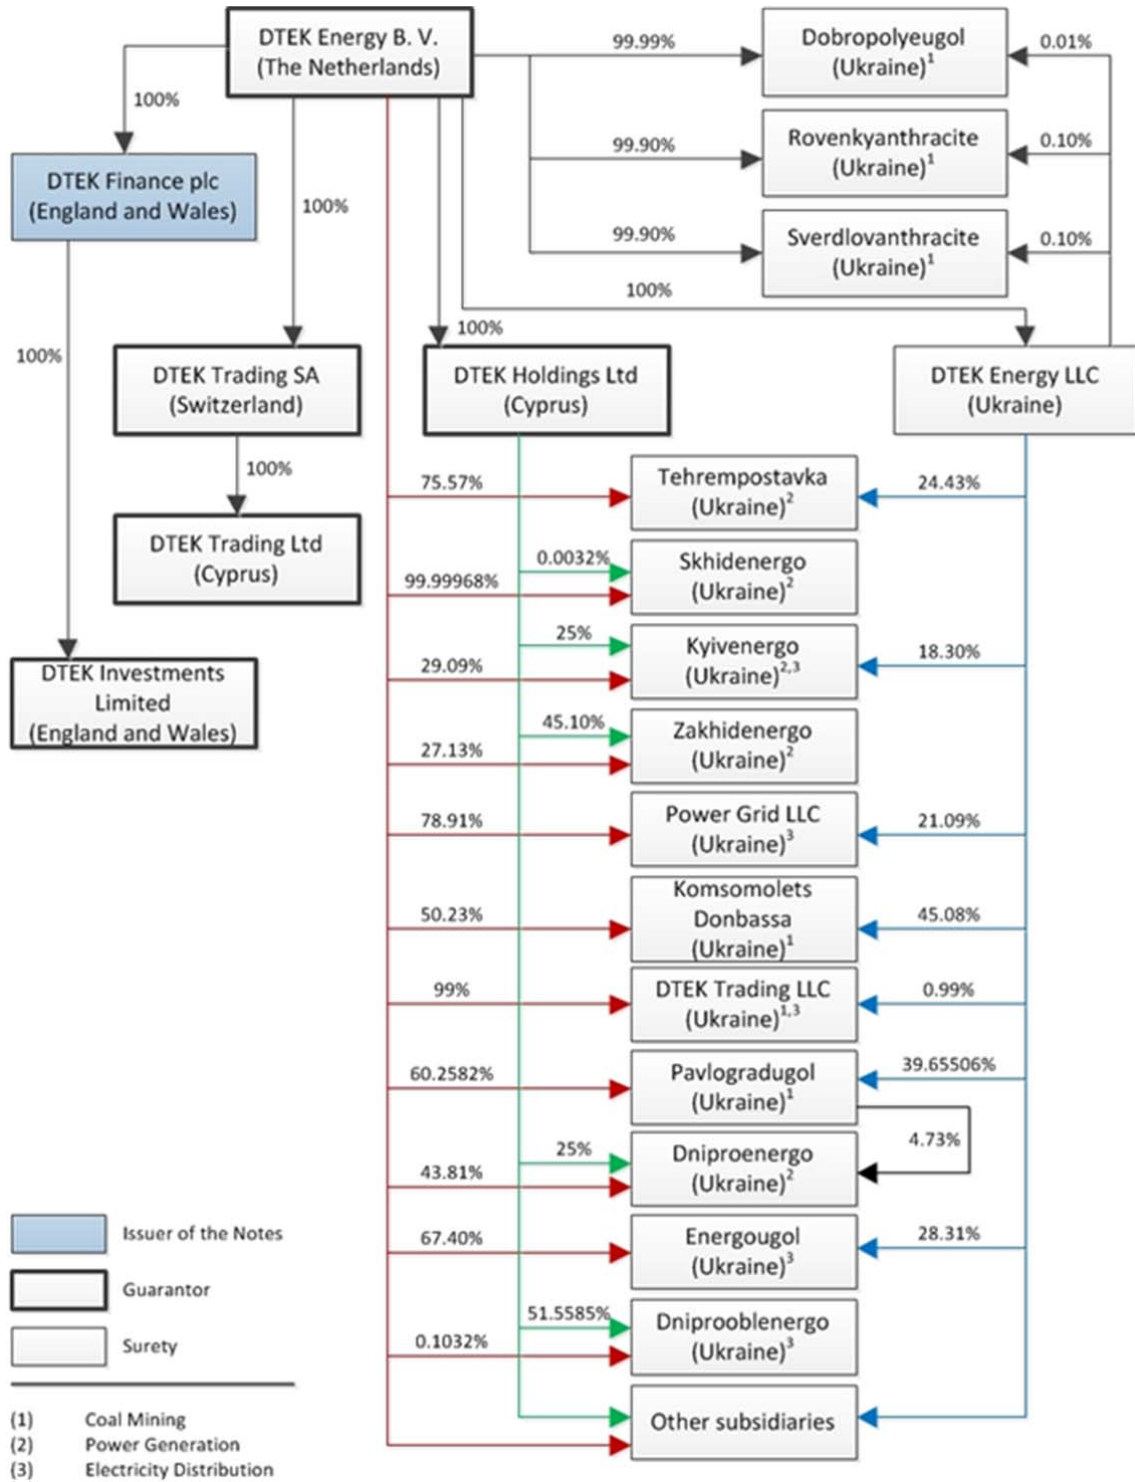 DTEK Energy B. V.
(The Netherlands)
99.99%
Dobropolyeugol
(Ukraine)1
0.01%
100%
99.90%
Rovenkyanthracite
(Ukraine)1
0.10%
DTEK Finance plc
(England and Wales)
100%
99.90%
Sverdlovanthracite
(Ukraine)1
0.10%
100%
100%
100%
DTEK Trading SA
(Switzerland)
DTEK Holdings Ltd
(Cyprus)
DTEK Energy LLC
(Ukraine)
100%
DTEK Trading Ltd
(Cyprus)
DTEK Investments
Limited
(England and Wales)
75.57%
Tehrempostavka
(Ukraine)2
24.43%
0.0032%
99.99968%
Skhidenergo
(Ukraine)2
25%
29.09%
Kyivenergo
(Ukraine)2,3
18.30%
45.10%
27.13%
Zakhidenergo
(Ukraine)2
78.91%
Power Grid LLC
(Ukraine)3
21.09%
50.23%
Komsomolets
Donbassa
(Ukraine)1
45.08%
99%
DTEK Trading LLC
(Ukraine)1,3
0.99%
60.2582%
Pavlogradugol
(Ukraine)1
39.65506%
4.73%
25%
43.81%
Dniproenergo
(Ukraine)2
67.40%
Energougol
(Ukraine)3
28.31%
51.5585%
0.1032%
Dniprooblenergo
(Ukraine)3
Other subsidiaries
Issuer of the Notes
Guarantor
Surety
(1) Coal Mining
(2) Power Generation
(3) Electricity Distribution